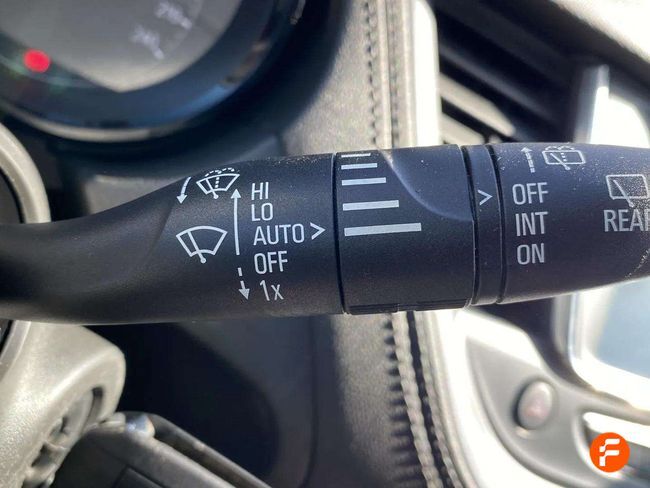 HI
LO
AUTO >
OFF
1x
>
OFF
INT
ON
REAR